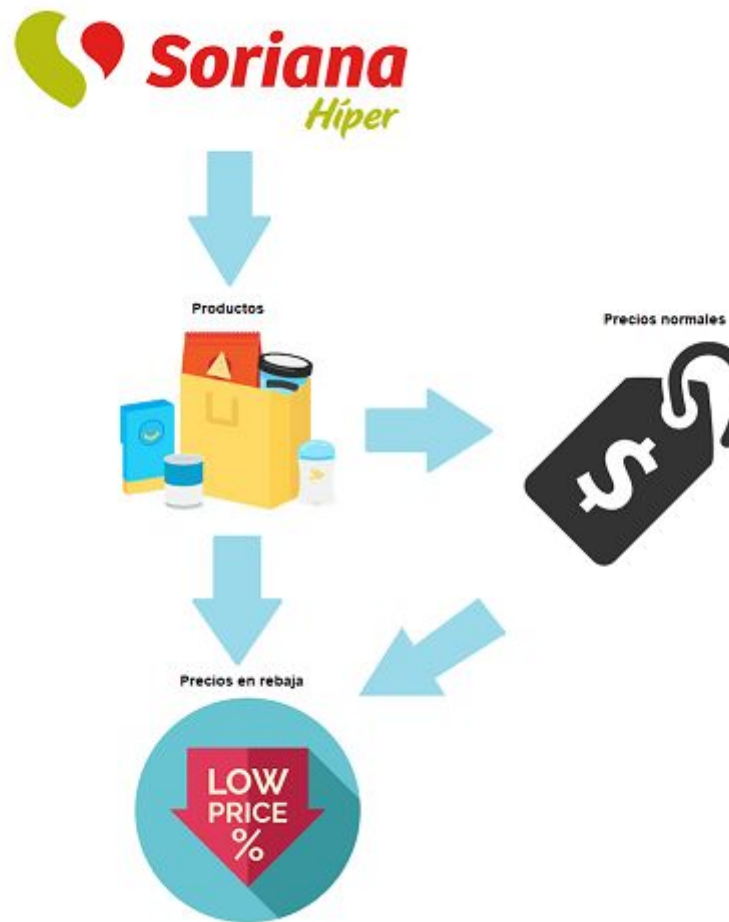 Soriana
Híper
Productos
Precios normales
$
Precios en rebaja
LOW
PRICE
%